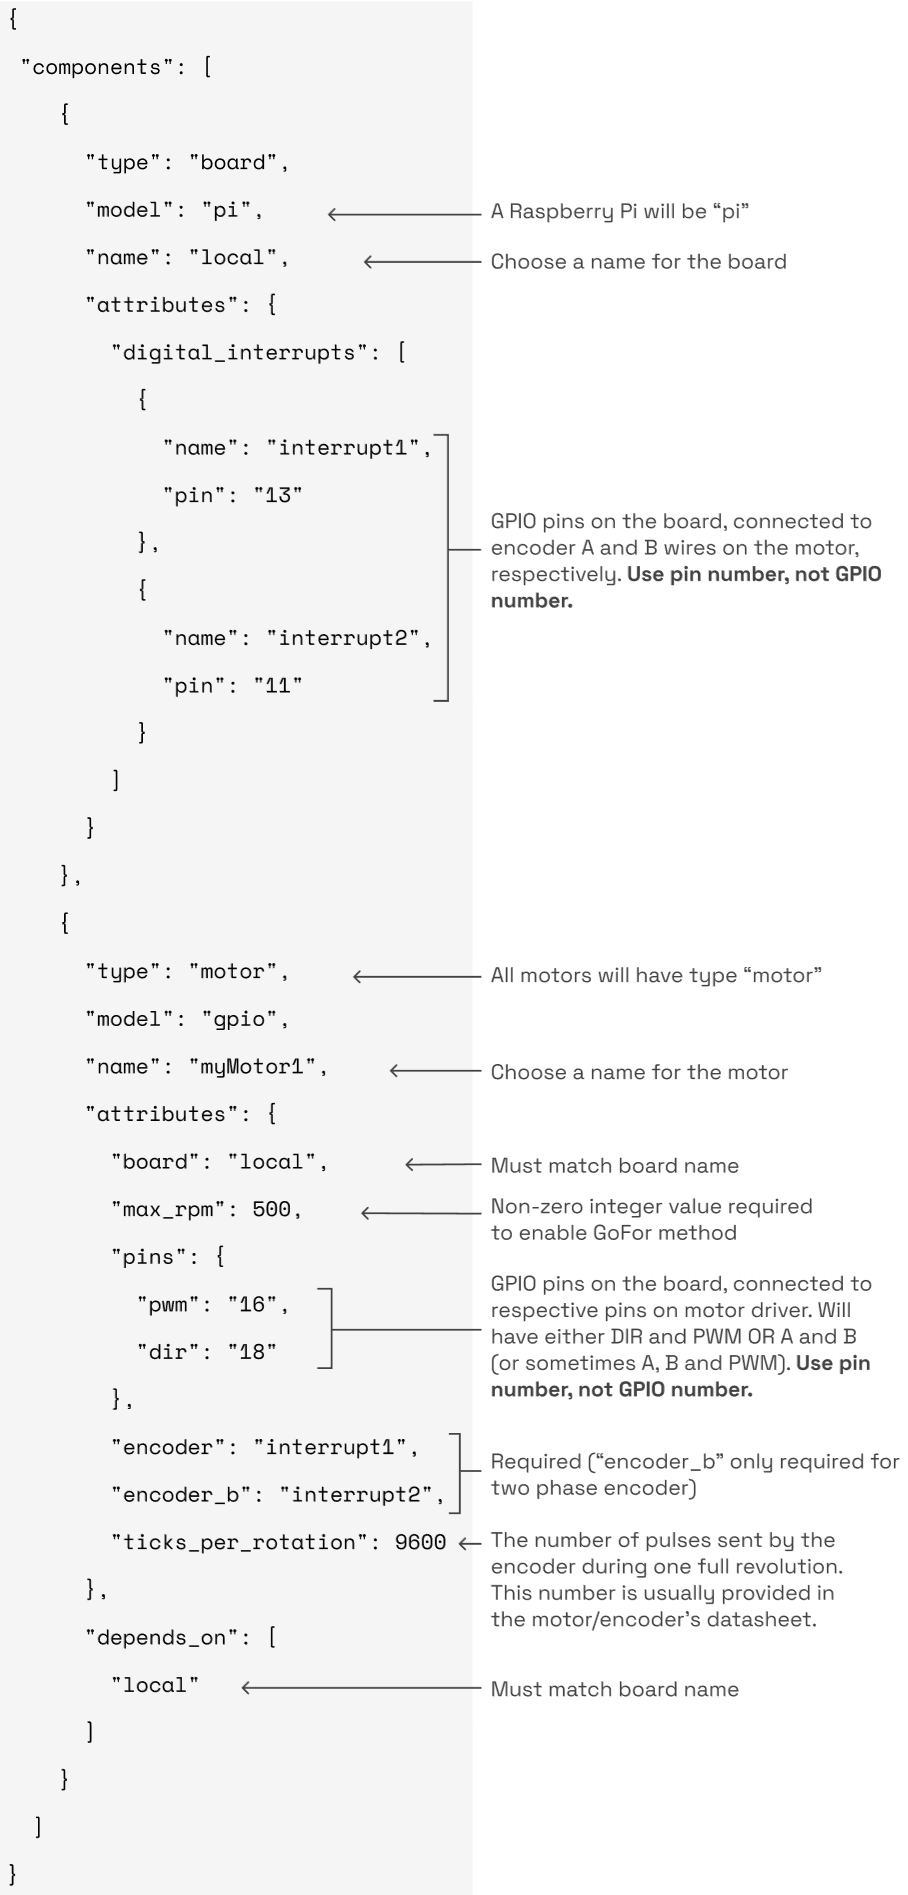 {
"components": [
{
"type": "board",
"model": "pi",
A Raspberry Pi will be “pi”
"name": "local",
Choose a name for the board
"attributes": {
"digital_interrupts": [
{
"name": "interrupt1",
"pin": "13"
GPIO pins on the board, connected to
encoder A and B wires on the motor,
respectively. Use pin number, not GPIO
number.
},
{
"name": "interrupt2",
"pin": "11"
}
]
}
},
{
"type": "motor",
All motors will have type “motor”
"model": "gpio",
"name": "myMotor1",
Choose a name for the motor
"attributes": {
"board": "local",
Must match board name
"max_rpm": 500,
Non-zero integer value required
to enable GoFor method
"pins": {
"pwm": "16",
"dir": "18"
GPIO pins on the board, connected to
respective pins on motor driver. Will
have either DIR and PWM OR A and B
(or sometimes A, B and PWM). Use pin
number, not GPIO number.
},
"encoder": "interrupt1",
"encoder_b": "interrupt2",
Required (“encoder_b” only required for
two phase encoder)
"ticks_per_rotation": 9600
The number of pulses sent by the
encoder during one full revolution.
This number is usually provided in
the motor/encoder’s datasheet.
},
"depends_on": [
"local"
Must match board name
]
}
]
}